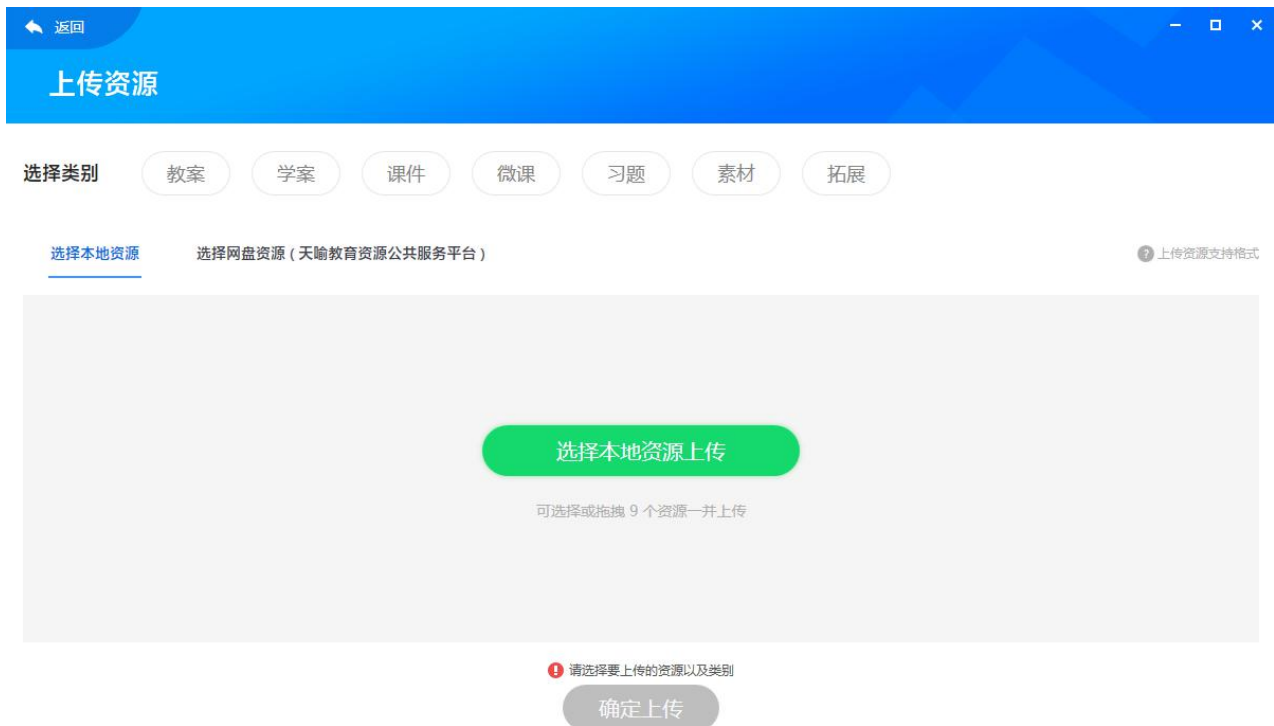 返回
上传资源
选择类别 教案 学案 课件 微课 习题 素材 拓展
选择本地资源 选择网盘资源 ( 天喻教育资源公共服务平台 ) ? 上传资源支持格式
选择本地资源上传
可选择或拖拽 9 个资源一并上传
! 请选择要上传的资源以及类别
确定上传